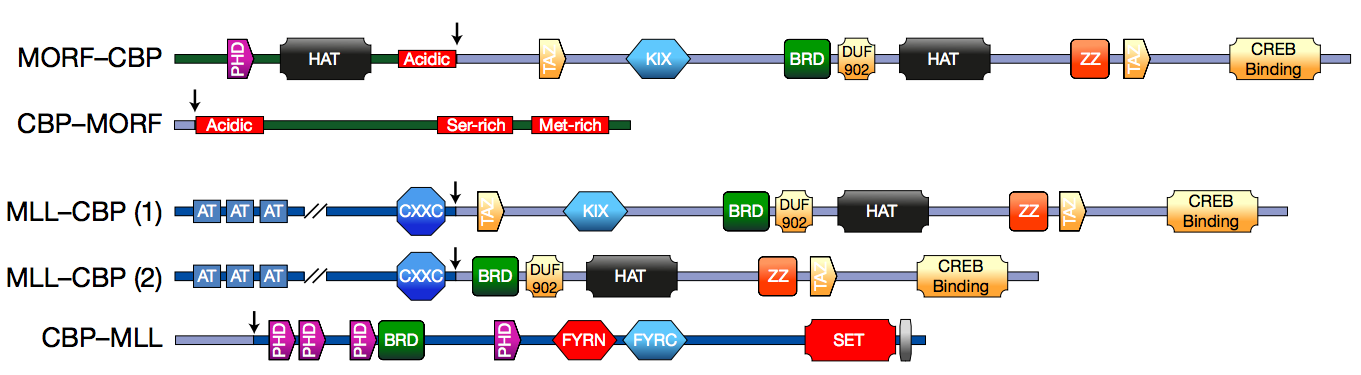 MORF–CBP PHD HAT Acidic TAZ KIX BRD DUF 902 HAT ZZ TAZ CREB Binding
CBP–MORF Acidic Ser-rich Met-rich
MLL–CBP (1) AT AT AT CXXC TAZ KIX BRD DUF 902 HAT ZZ TAZ CREB Binding
MLL–CBP (2) AT AT AT CXXC BRD DUF 902 HAT ZZ TAZ CREB Binding
CBP–MLL PHD PHD PHD BRD PHD FYRN FYRC SET